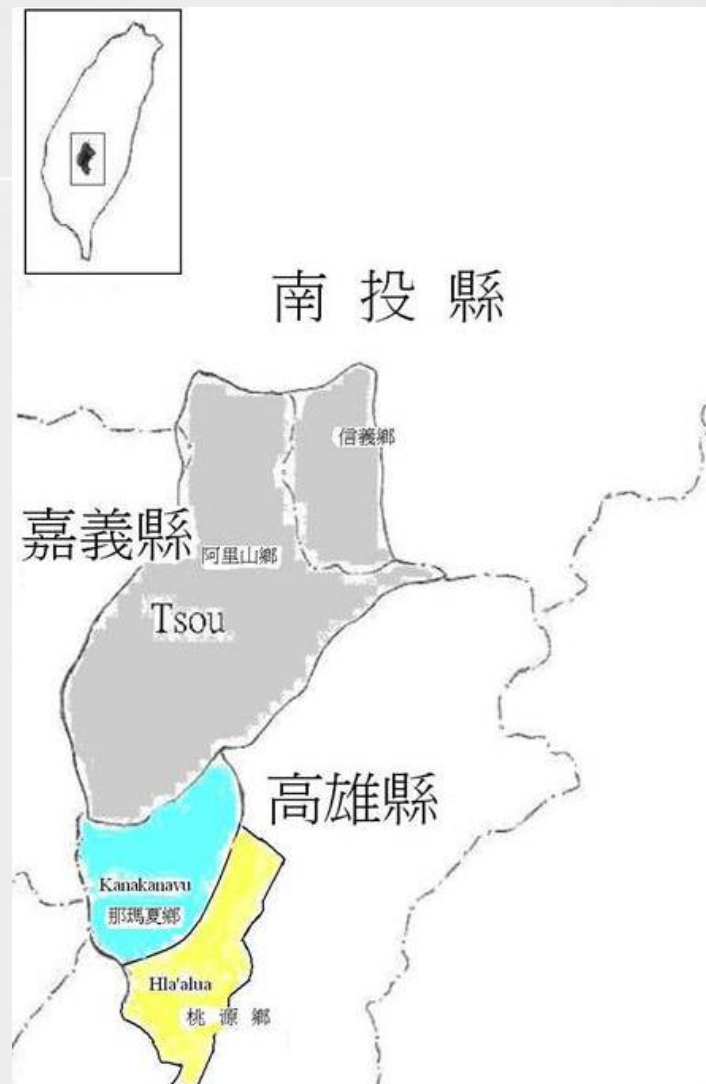 南 投 縣
信義鄉
嘉義縣
阿里山鄉
Tsou
高雄縣
Kanakanavu
那瑪夏鄉
Hla'alua
桃 源 鄉